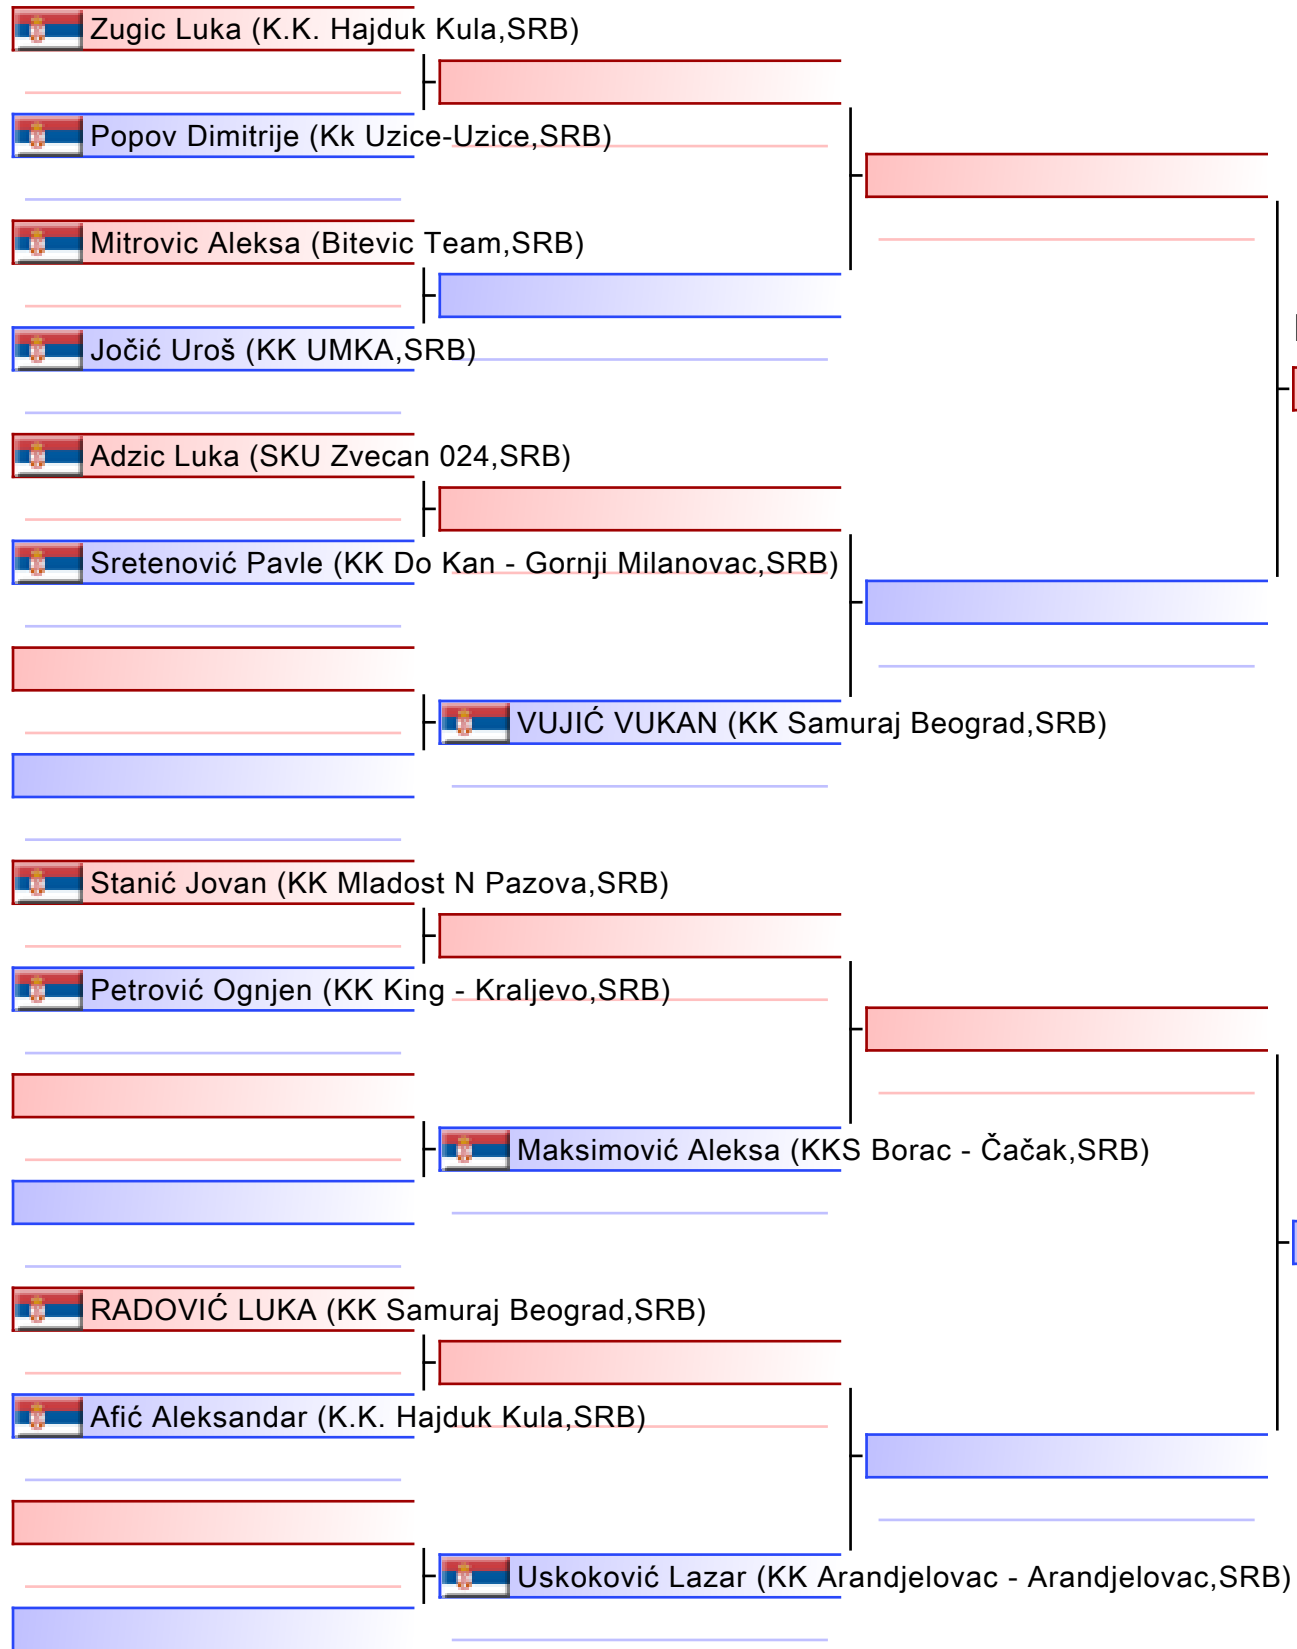 Zugic Luka (K.K. Hajduk Kula,SRB)
Popov Dimitrije (Kk Uzice-Uzice,SRB)
Mitrovic Aleksa (Bitevic Team,SRB)
Jočić Uroš (KK UMKA,SRB)
Adzic Luka (SKU Zvecan 024,SRB)
Sretenović Pavle (KK Do Kan - Gornji Milanovac,SRB)
VUJIĆ VUKAN (KK Samuraj Beograd,SRB)
Stanić Jovan (KK Mladost N Pazova,SRB)
Petrović Ognjen (KK King - Kraljevo,SRB)
Maksimović Aleksa (KKS Borac - Čačak,SRB)
RADOVIĆ LUKA (KK Samuraj Beograd,SRB)
Afić Aleksandar (K.K. Hajduk Kula,SRB)
Uskoković Lazar (KK Arandjelovac - Arandjelovac,SRB)